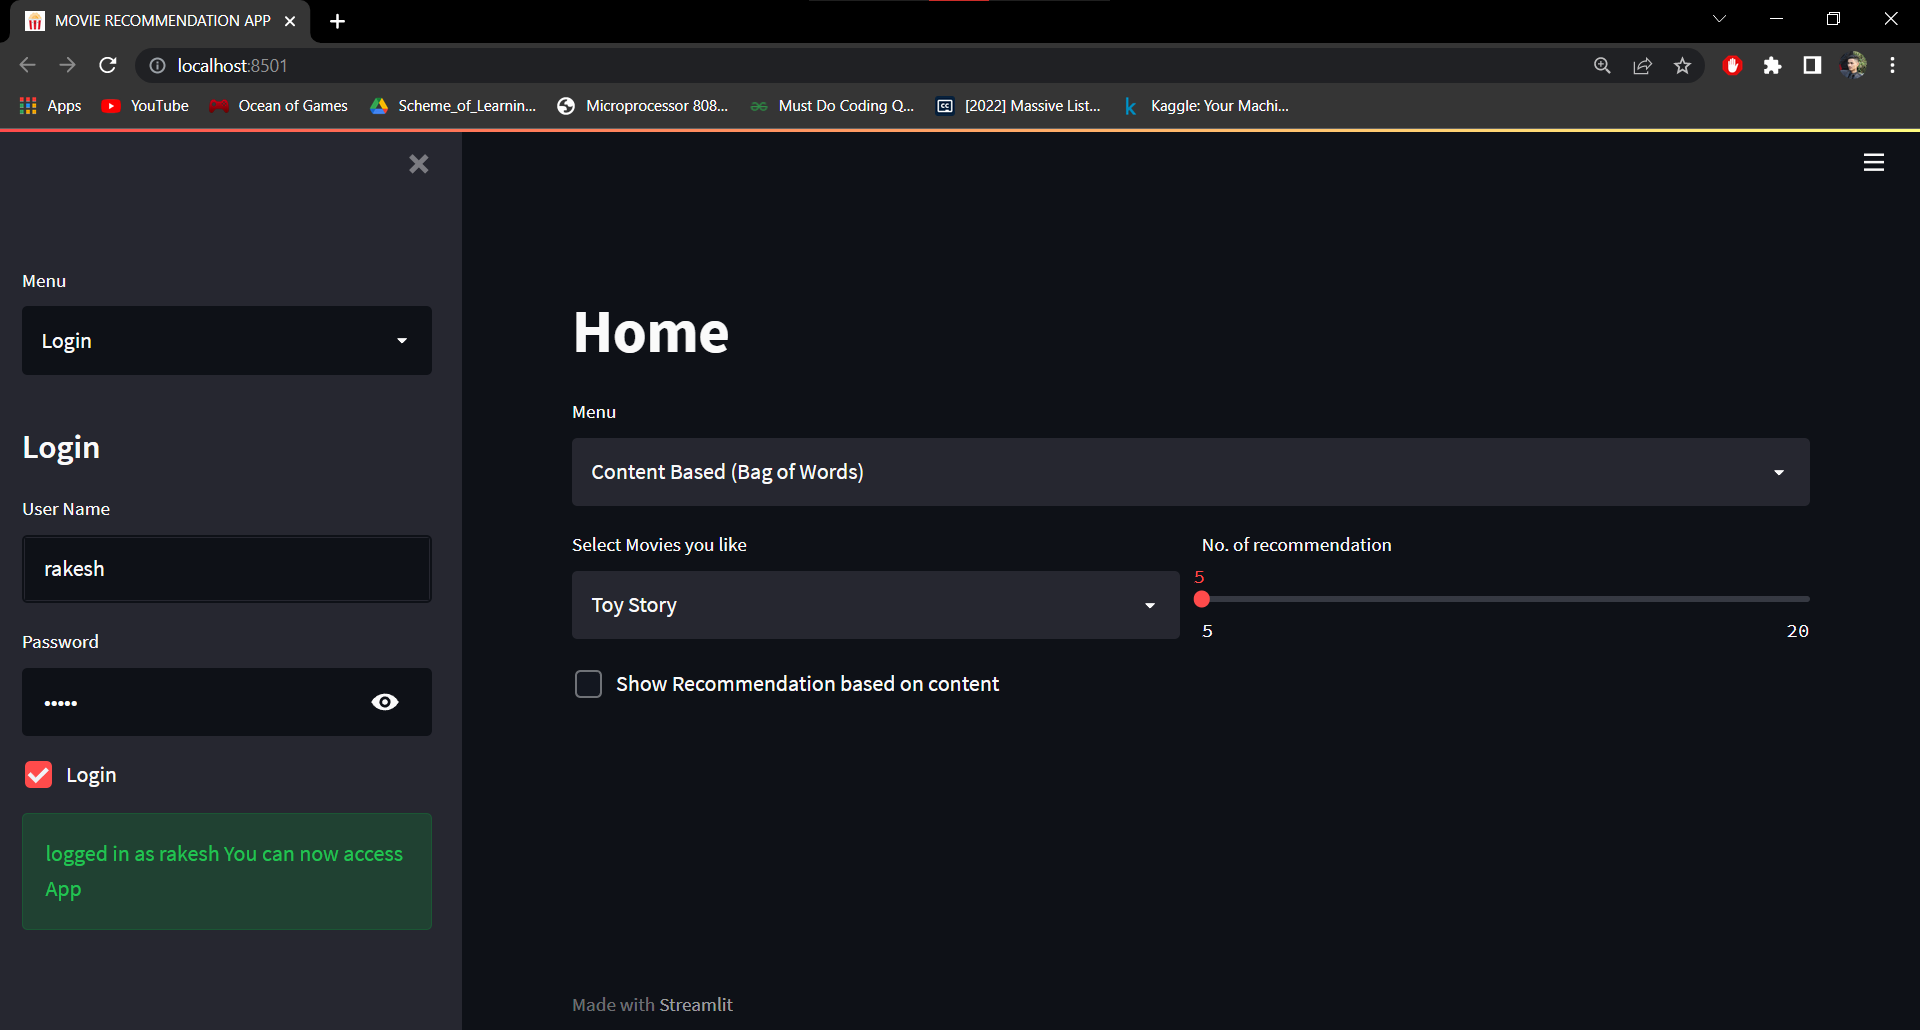 MOVIE RECOMMENDATION APP
localhost:8501
Apps YouTube Ocean of Games Scheme_of_Learnin... Microprocessor 808... Must Do Coding Q... [2022] Massive List... Kaggle: Your Machi...
Menu
Login
Login
User Name
rakesh
Password
•••••
Login
logged in as rakesh You can now access
App
Home
Menu
Content Based (Bag of Words)
Select Movies you like
Toy Story
No. of recommendation
5
5 20
Show Recommendation based on content
Made with Streamlit